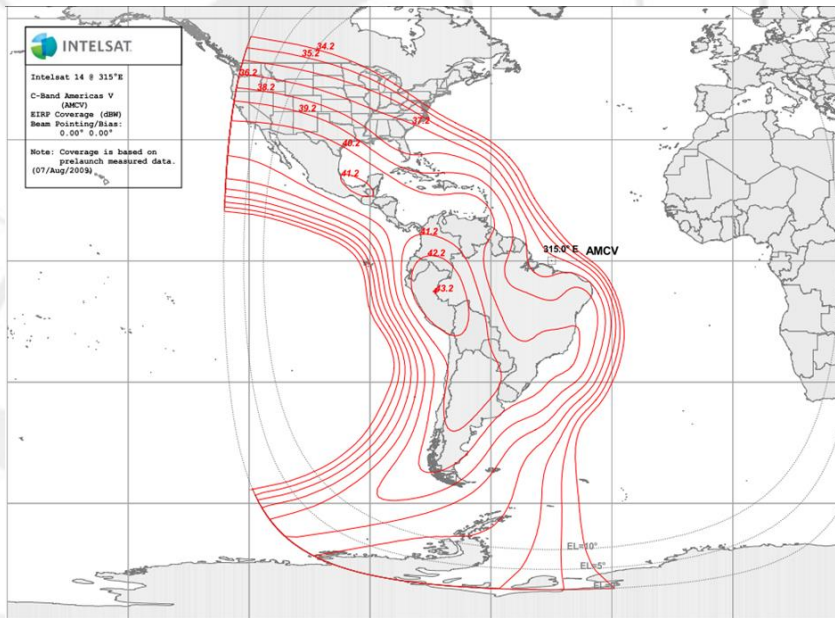 INTELSAT
Intelsat 14 @ 315°E
C-Band Americas V
(AMCV)
EIRP Coverage (dBW)
Beam Pointing/Bias:
0.00° 0.00°
Note: Coverage is based on
prelaunch measured data.
(07/Aug/2009)
34.2
35.2
36.2
38.2
39.2
37.2
40.2
41.2
41.2
315.0° E AMCV
42.2
43.2
EL=10°
EL=5°